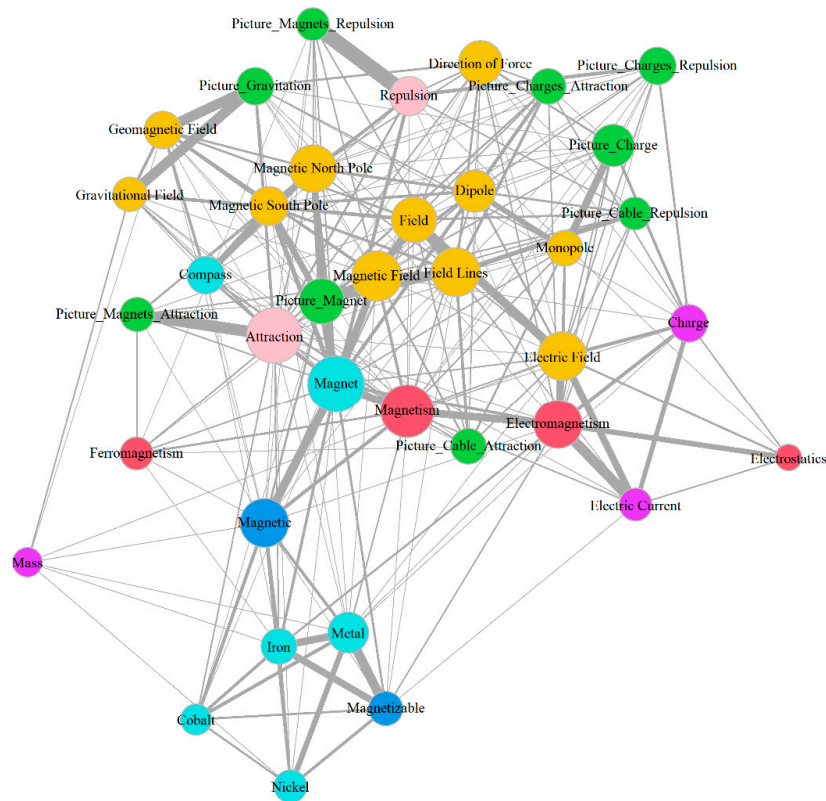 Picture_Magnets_Repulsion
Direction of Force
Picture_Charges_Repulsion
Picture_Gravitation
Picture_Charges_Attraction
Repulsion
Geomagnetic Field
Picture_Charge
Magnetic North Pole
Gravitational Field
Dipole
Magnetic South Pole
Picture_Cable_Repulsion
Field
Monopole
Compass
Magnetic Field
Field Lines
Picture_Magnet
Picture_Magnets_Attraction
Charge
Attraction
Electric Field
Magnet
Magnetism
Electromagnetism
Picture_Cable_Attraction
Ferromagnetism
Electrostatics
Electric Current
Magnetic
Mass
Metal
Iron
Magnetizable
Cobalt
Nickel